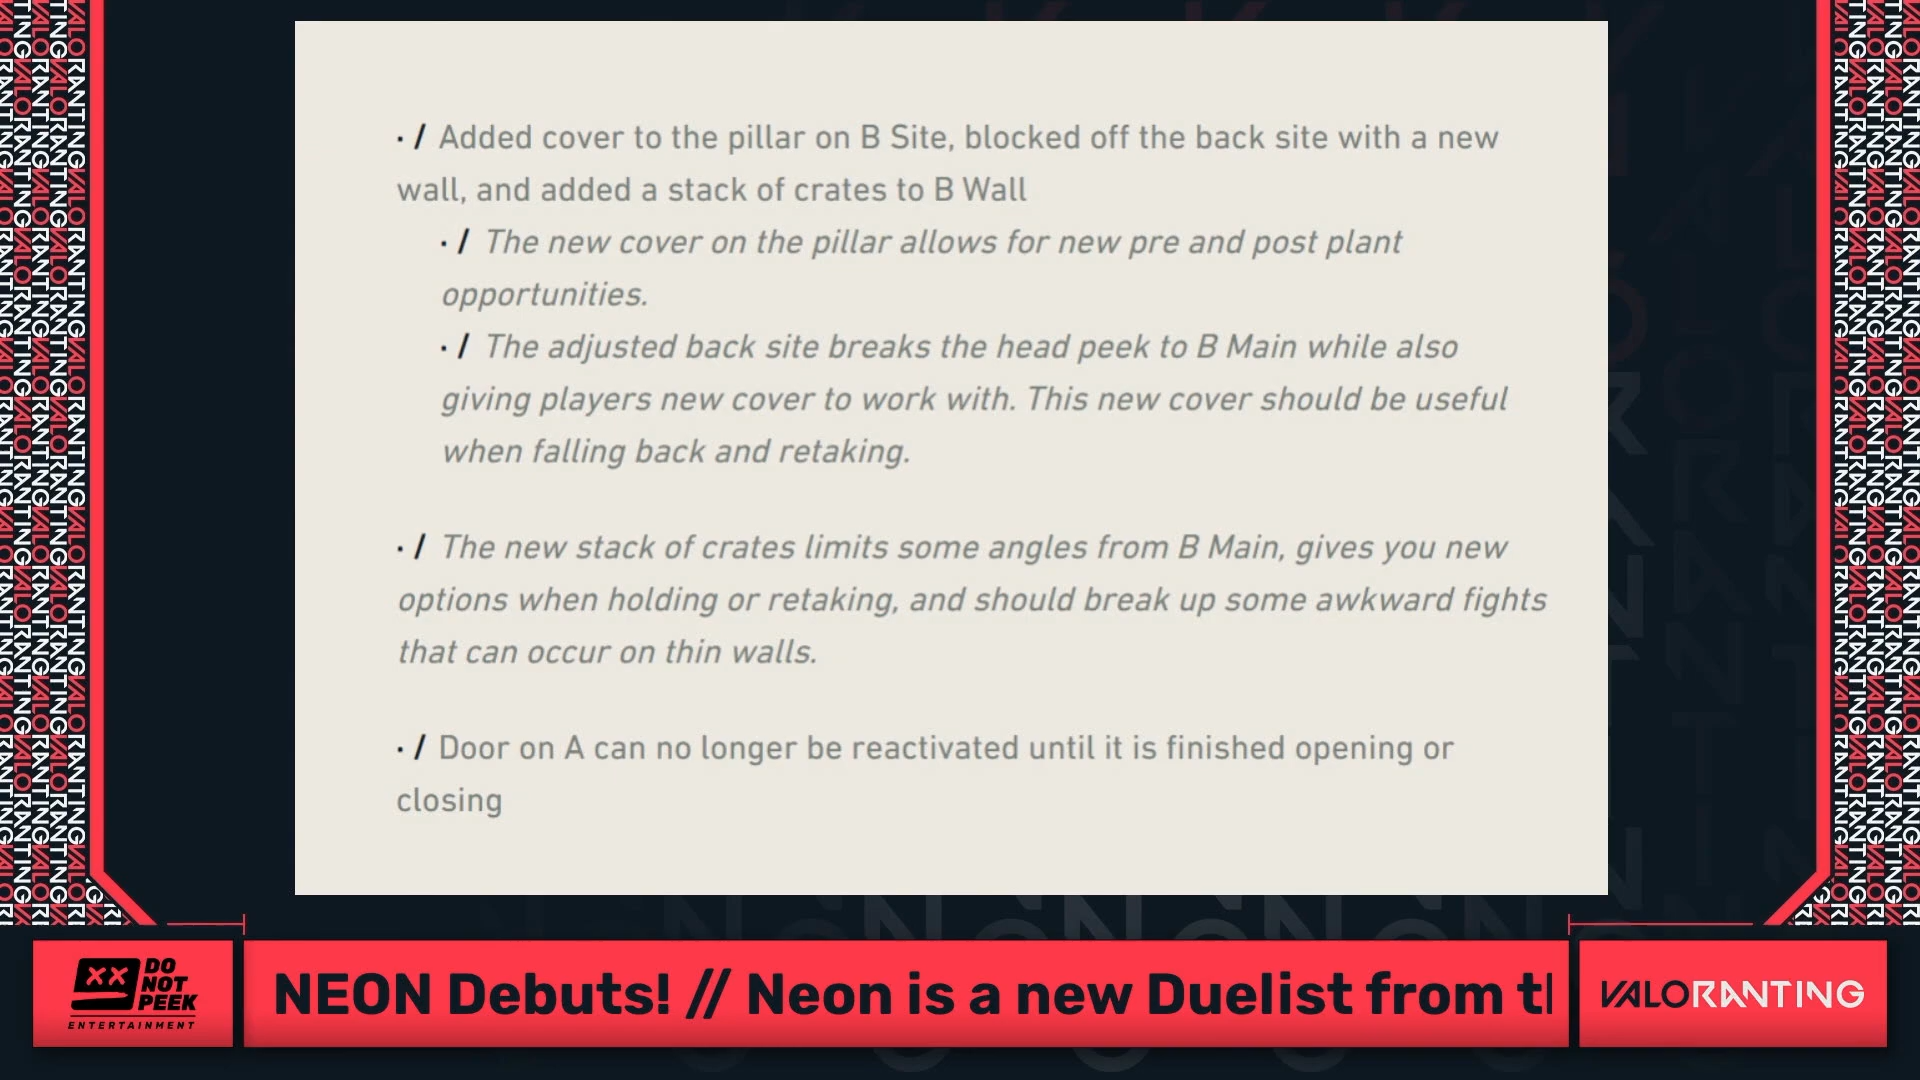 · / Added cover to the pillar on B Site, blocked off the back site with a new
wall, and added a stack of crates to B Wall
· / The new cover on the pillar allows for new pre and post plant
opportunities.
· / The adjusted back site breaks the head peek to B Main while also
giving players new cover to work with. This new cover should be useful
when falling back and retaking.
· / The new stack of crates limits some angles from B Main, gives you new
options when holding or retaking, and should break up some awkward fights
that can occur on thin walls.
· / Door on A can no longer be reactivated until it is finished opening or
closing
XX DO
NOT
PEEK
ENTERTAINMENT
NEON Debuts! // Neon is a new Duelist from
VALORANTING